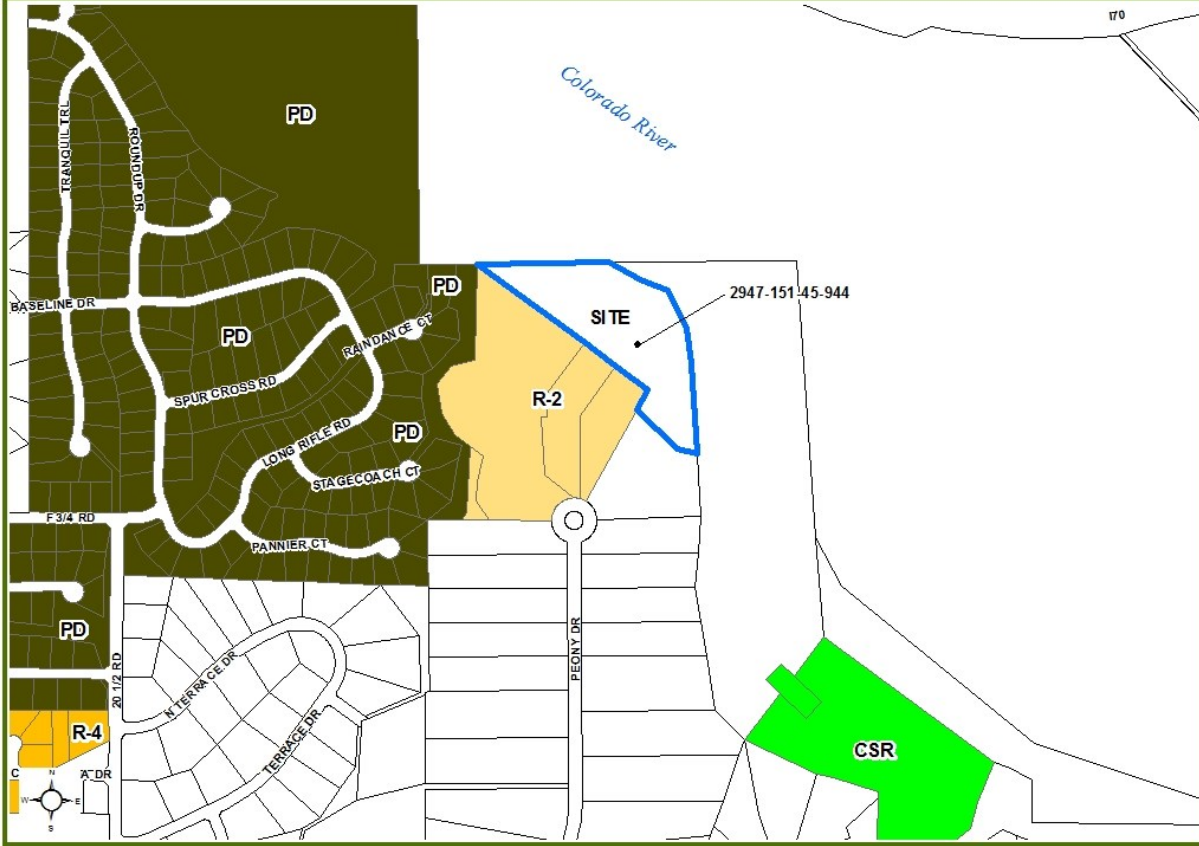 I70
Colorado River
PD
TRANQUIL TRL
ROUNDUP DR
BASELINE DR
PD
2947-151-45-944
SITE
PD
RAINDANCE CT
SPUR CROSS RD
R-2
PD
LONG RIFLE RD
STAGECOACH CT
F 3/4 RD
PANNIER CT
PD
20 1/2 RD
N TERRACE DR
PEONY DR
TERRACE DR
R-4
CSR
C
A DR
N
W
E
S